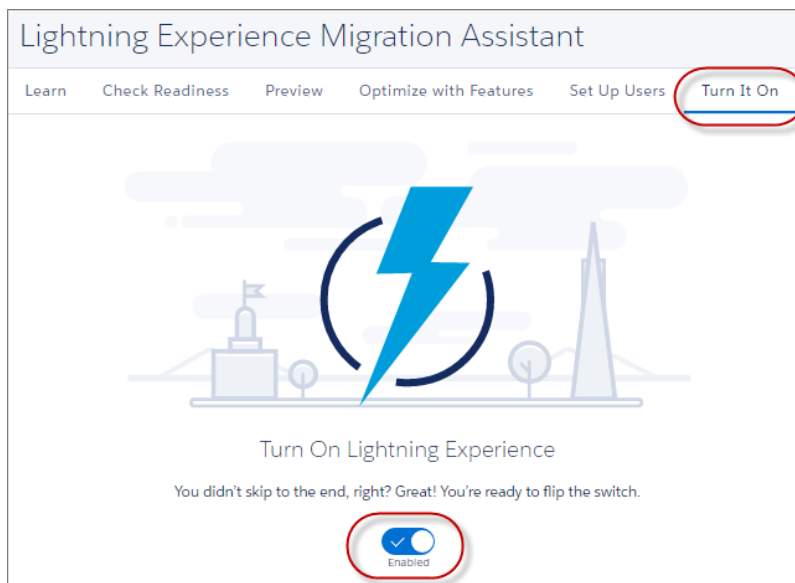 Lightning Experience Migration Assistant
Learn Check Readiness Preview Optimize with Features Set Up Users Turn It On
Turn On Lightning Experience
You didn't skip to the end, right? Great! You're ready to flip the switch.
Enabled